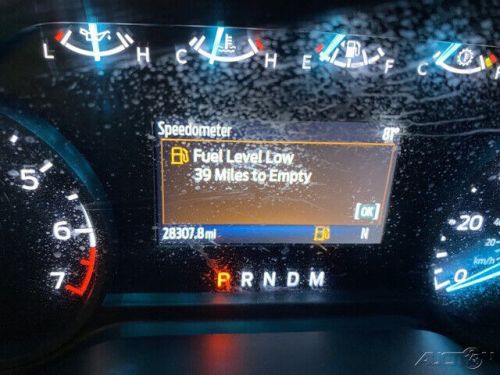 L H C H E F C
Speedometer 81°
Fuel Level Low
39 Miles to Empty
[OK]
28307.8 mi N
P R N D M
5
6
7
20
20
km/h
0